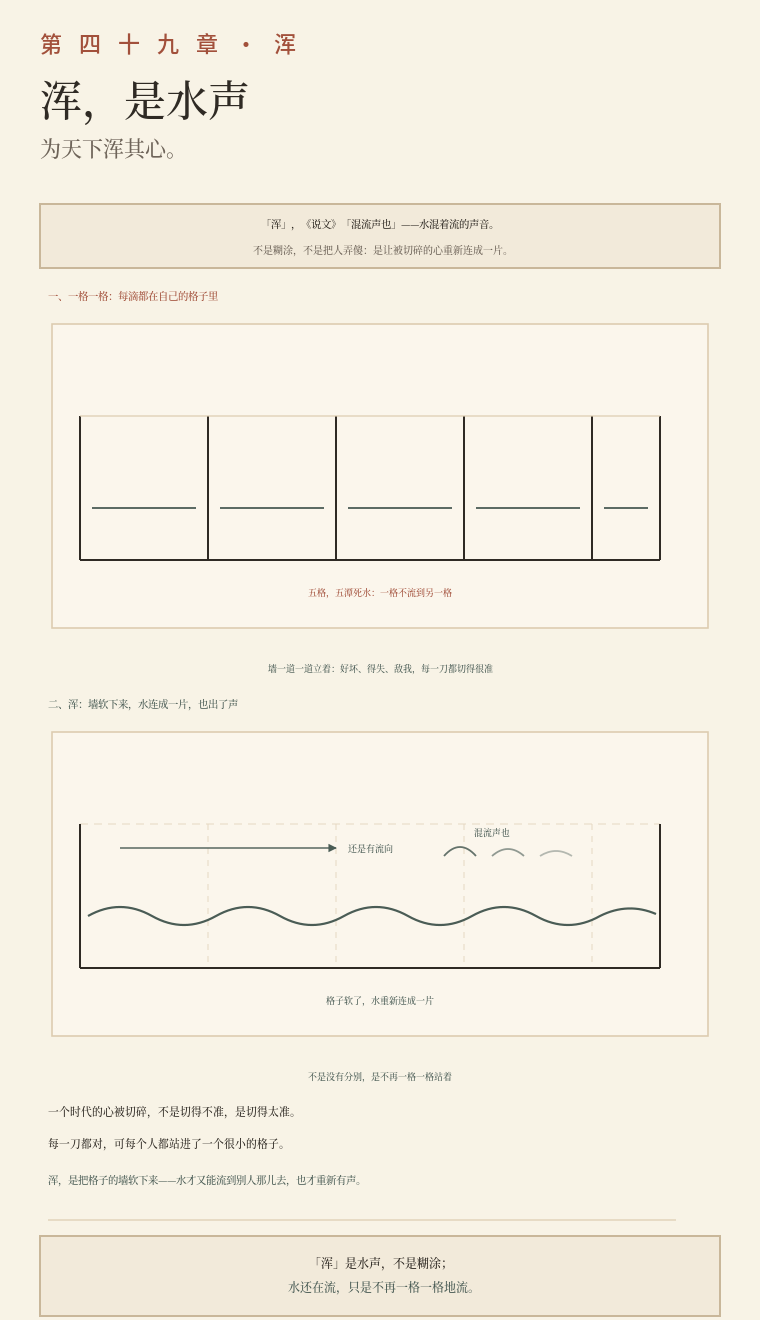 第四十九章·浑
浑，是水声
为天下浑其心。
「浑」，《说文》「混流声也」——水混着流的声音。
不是糊涂，不是把人弄傻：是让被切碎的心重新连成一片。
一、一格一格：每滴都在自己的格子里
五格，五潭死水：一格不流到另一格
墙一道一道立着：好坏、得失、敌我，每一刀都切得很准
二、浑：墙软下来，水连成一片，也出了声
混流声也
还是有流向
格子软了，水重新连成一片
不是没有分别，是不再一格一格站着
一个时代的心被切碎，不是切得不准，是切得太准。
每一刀都对，可每个人都站进了一个很小的格子。
浑，是把格子的墙软下来——水才又能流到别人那儿去，也才重新有声。
「浑」是水声，不是糊涂；
水还在流，只是不再一格一格地流。